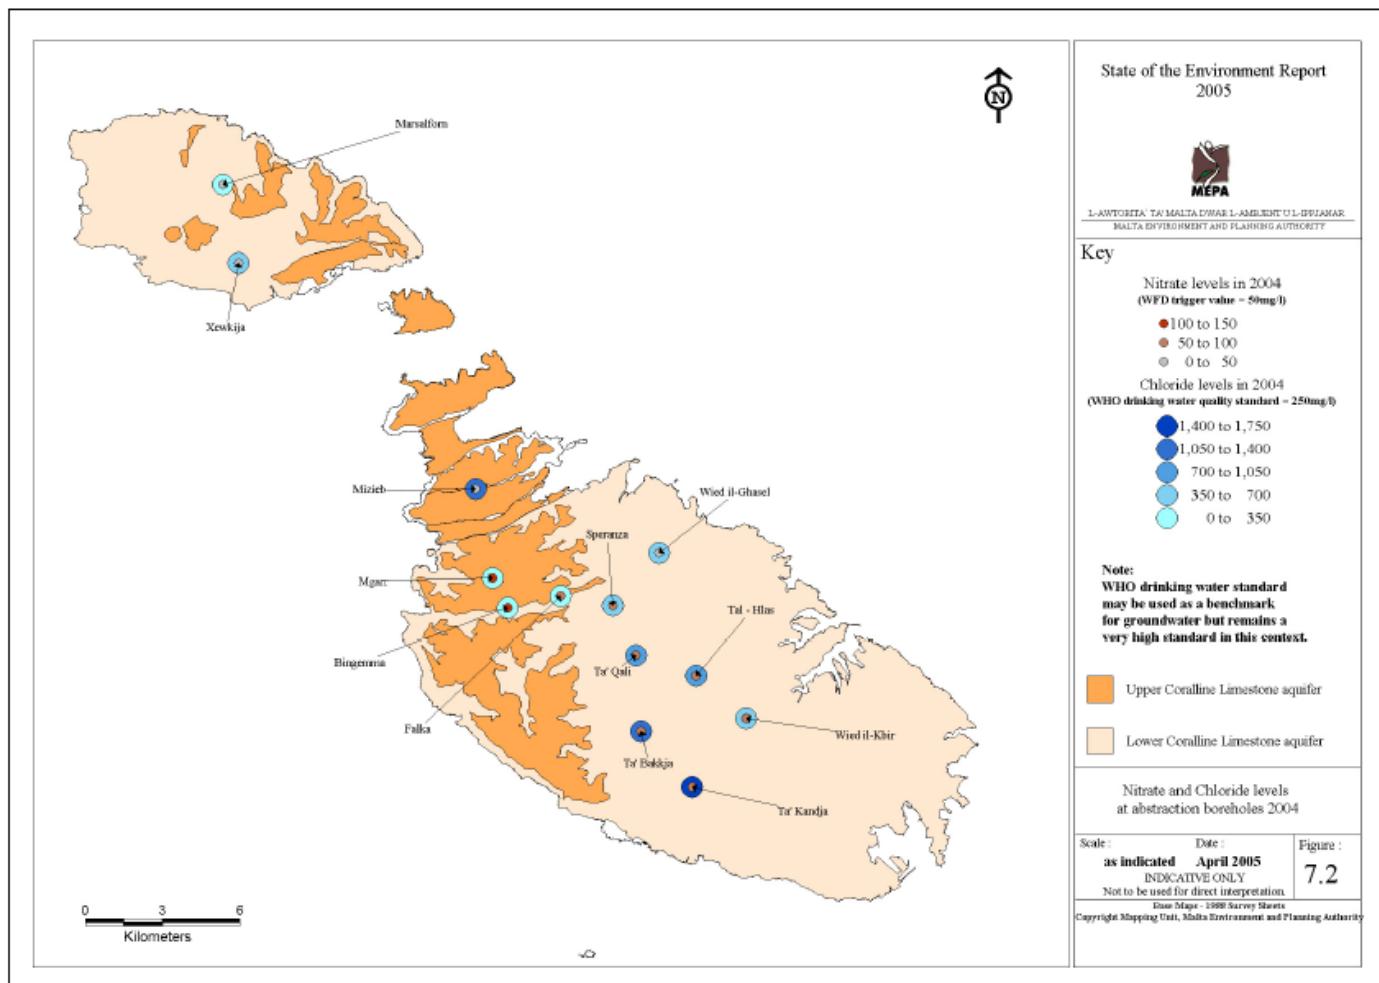 N
Marsalforn
Xewkija
Mizieb
Wied il-Ghasel
Speranza
Mgarr
Tal - Hlas
Bingemma
Ta' Qali
Falka
Wied il-Kbir
Ta' Bakkja
Ta' Kandja
0 3 6
Kilometers
State of the Environment Report
2005
MEPA
L-AWTORITA` TA' MALTA DWAR L-AMBJENT U L-IPPJANAR
MALTA ENVIRONMENT AND PLANNING AUTHORITY
Key
Nitrate levels in 2004
(WFD trigger value = 50mg/l)
100 to 150
50 to 100
0 to 50
Chloride levels in 2004
(WHO drinking water quality standard = 250mg/l)
1,400 to 1,750
1,050 to 1,400
700 to 1,050
350 to 700
0 to 350
Note:
WHO drinking water standard
may be used as a benchmark
for groundwater but remains a
very high standard in this context.
Upper Coralline Limestone aquifer
Lower Coralline Limestone aquifer
Nitrate and Chloride levels
at abstraction boreholes 2004
Scale : Date : Figure :
as indicated April 2005 7.2
INDICATIVE ONLY
Not to be used for direct interpretation.
Base Maps - 1988 Survey Sheets
Copyright Mapping Unit, Malta Environment and Planning Authority